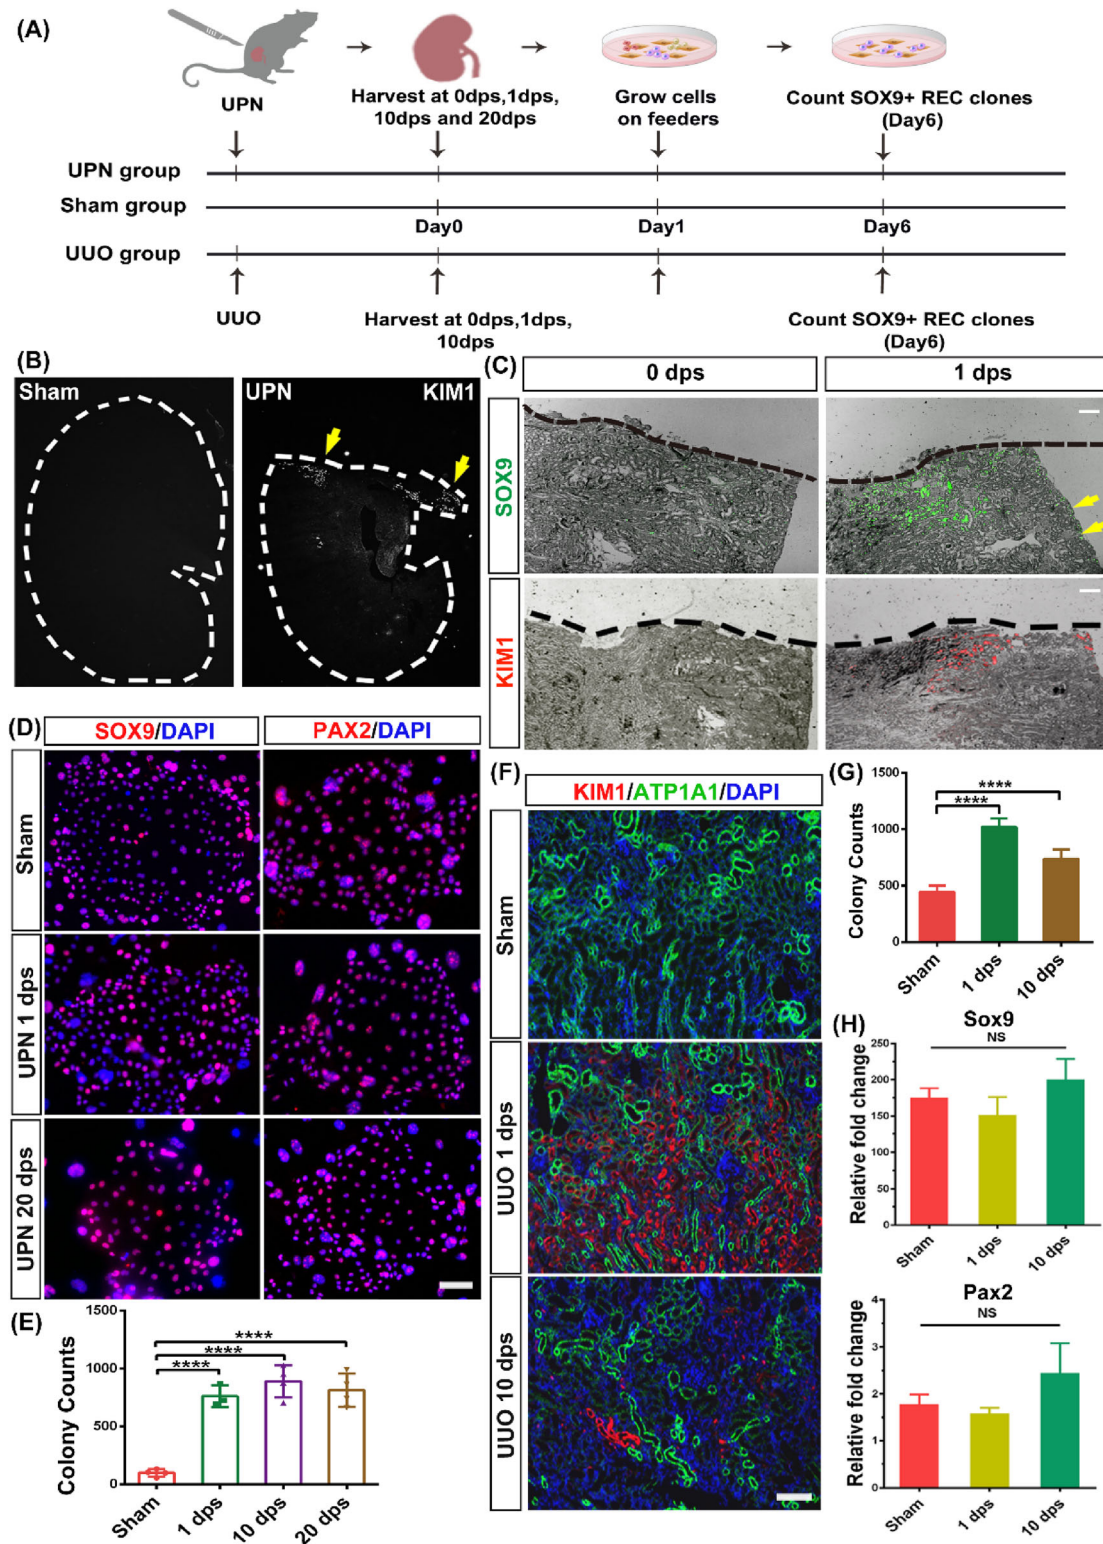 (A)
UPN
Harvest at 0dps,1dps,
10dps and 20dps
Grow cells
on feeders
Count SOX9+ REC clones
(Day6)
UPN group
Sham group
Day0
Day1
Day6
UUO group
UUO
Harvest at 0dps,1dps,
10dps
Count SOX9+ REC clones
(Day6)
(B)
Sham
UPN
KIM1
(C)
0 dps
1 dps
SOX9
KIM1
(D)
SOX9/DAPI
PAX2/DAPI
Sham
UPN 1 dps
UPN 20 dps
(E)
Colony Counts
1500
1000
500
0
****
****
****
Sham
1 dps
10 dps
20 dps
(F)
KIM1/ATP1A1/DAPI
Sham
UUO 1 dps
UUO 10 dps
(G)
Colony Counts
1500
1000
500
0
****
****
Sham
1 dps
10 dps
(H)
Sox9
NS
Relative fold change
250
200
150
100
50
0
Sham
1 dps
10 dps
Pax2
NS
Relative fold change
4
3
2
1
0
Sham
1 dps
10 dps